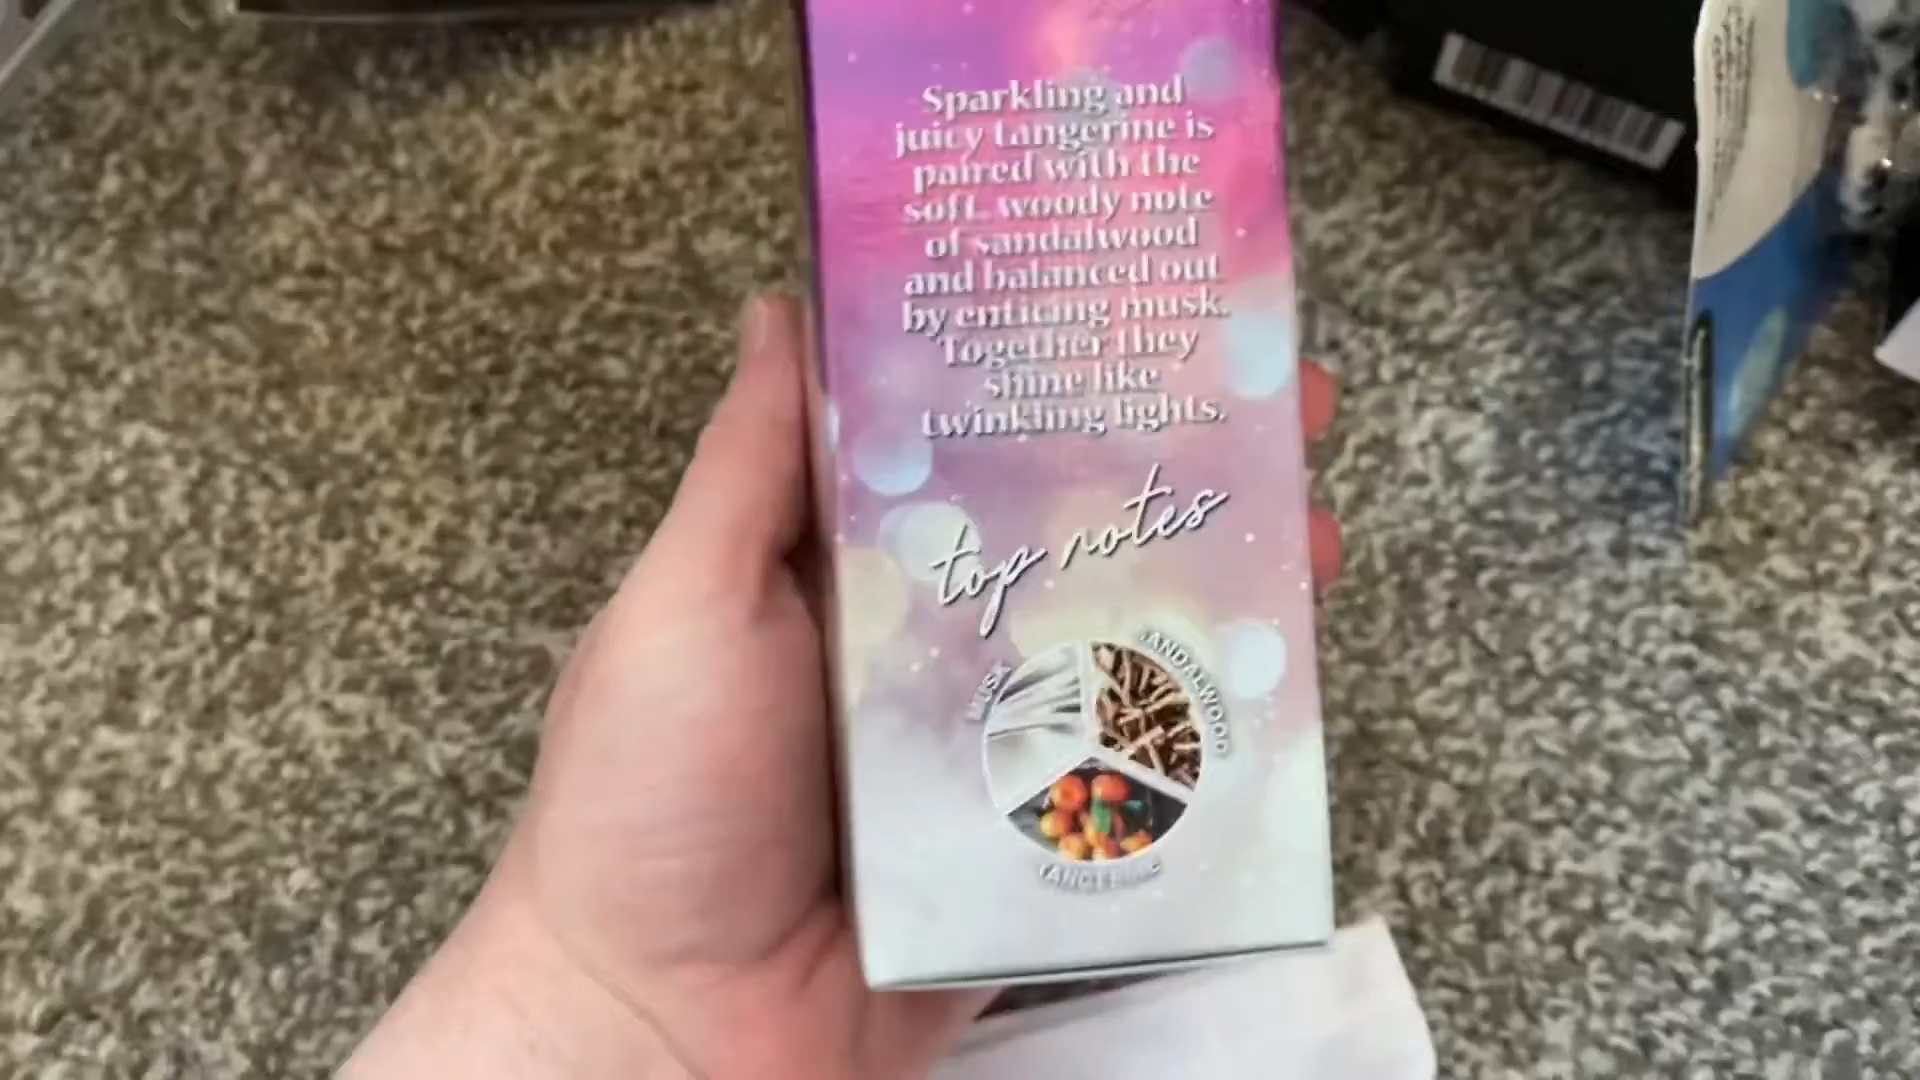 Sparkling and
juicy tangerine is
paired with the
soft, woody note
of sandalwood
and balanced out
by enticing musk.
Together they
shine like
twinkling lights.
top notes
MUSK
SANDALWOOD
TANGERINE